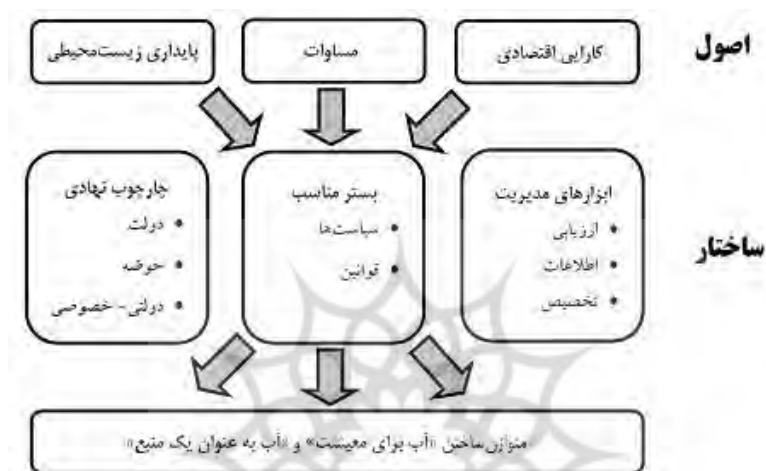 اصول
کارایی اقتصادی
مساوات
پایداری زیست‌محیطی
ساختار
ابزارهای مدیریت
• ارزیابی
• اطلاعات
• تخصیص
بستر مناسب
• سیاست‌ها
• قوانین
چارچوب نهادی
• دولت
• حوضه
• دولتی- خصوصی
متوازن‌ساختن «آب برای معیشت» و «آب به عنوان یک منبع»